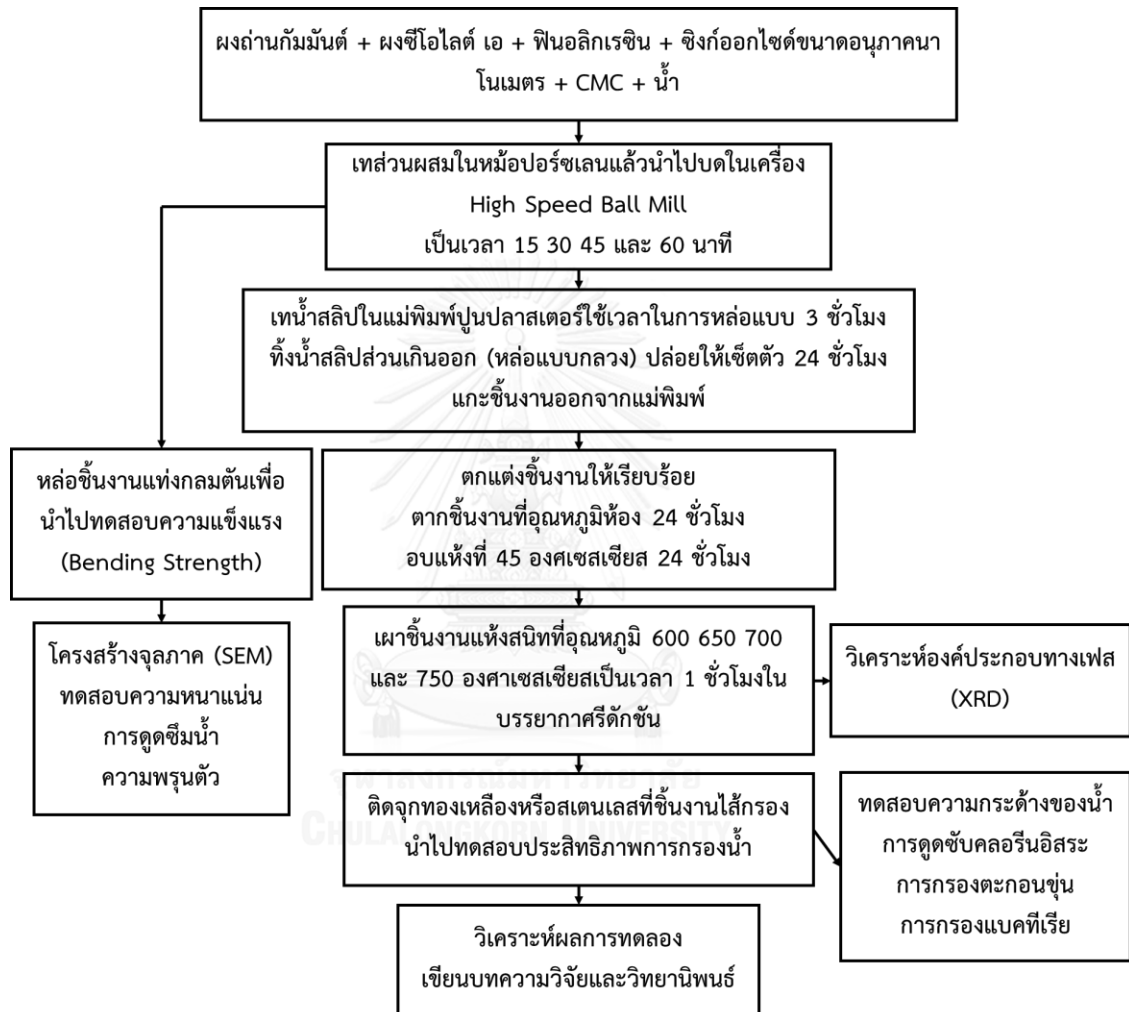 ผงถ่านกัมมันต์ + ผงซีโอไลต์ เอ + ฟินอลิกเรซิน + ซิงก์ออกไซด์ขนาดอนุภาคนา
โนเมตร + CMC + น้ำ
เทส่วนผสมในหม้อปอร์ซเลนแล้วนำไปบดในเครื่อง
High Speed Ball Mill
เป็นเวลา 15 30 45 และ 60 นาที
เทน้ำสลิปในแม่พิมพ์ปูนปลาสเตอร์ใช้เวลาในการหล่อแบบ 3 ชั่วโมง
ทิ้งน้ำสลิปส่วนเกินออก (หล่อแบบกลวง) ปล่อยให้เซ็ตตัว 24 ชั่วโมง
แกะชิ้นงานออกจากแม่พิมพ์
หล่อชิ้นงานแท่งกลมตันเพื่อ
นำไปทดสอบความแข็งแรง
(Bending Strength)
ตกแต่งชิ้นงานให้เรียบร้อย
ตากชิ้นงานที่อุณหภูมิห้อง 24 ชั่วโมง
อบแห้งที่ 45 องศเซสเซียส 24 ชั่วโมง
โครงสร้างจุลภาค (SEM)
ทดสอบความหนาแน่น
การดูดซึมน้ำ
ความพรุนตัว
เผาชิ้นงานแห้งสนิทที่อุณหภูมิ 600 650 700
และ 750 องศาเซสเซียสเป็นเวลา 1 ชั่วโมงใน
บรรยากาศรีดักชัน
วิเคราะห์องค์ประกอบทางเฟส
(XRD)
ติดจุกทองเหลืองหรือสเตนเลสที่ชิ้นงานไส้กรอง
นำไปทดสอบประสิทธิภาพการกรองน้ำ
ทดสอบความกระด้างของน้ำ
การดูดซับคลอรีนอิสระ
การกรองตะกอนขุ่น
การกรองแบคทีเรีย
วิเคราะห์ผลการทดลอง
เขียนบทความวิจัยและวิทยานิพนธ์
จุฬาลงกรณ์มหาวิทยาลัย
CHULALONGKORN UNIVERSITY